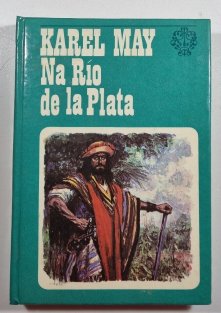 KAREL MAY
Na Río
de la Plata